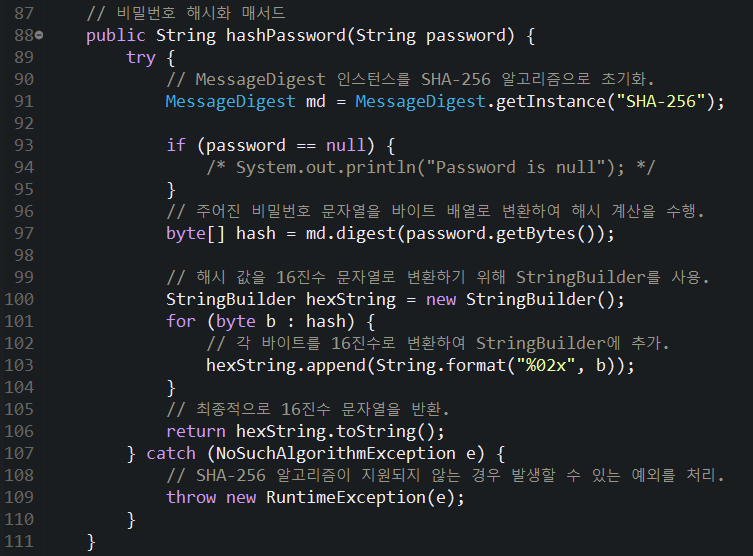 87 // 비밀번호 해시화 매서드
88 public String hashPassword(String password) {
89 try {
90 // MessageDigest 인스턴스를 SHA-256 알고리즘으로 초기화.
91 MessageDigest md = MessageDigest.getInstance("SHA-256");
92
93 if (password == null) {
94 /* System.out.println("Password is null"); */
95 }
96 // 주어진 비밀번호 문자열을 바이트 배열로 변환하여 해시 계산을 수행.
97 byte[] hash = md.digest(password.getBytes());
98
99 // 해시 값을 16진수 문자열로 변환하기 위해 StringBuilder를 사용.
100 StringBuilder hexString = new StringBuilder();
101 for (byte b : hash) {
102 // 각 바이트를 16진수로 변환하여 StringBuilder에 추가.
103 hexString.append(String.format("%02x", b));
104 }
105 // 최종적으로 16진수 문자열을 반환.
106 return hexString.toString();
107 } catch (NoSuchAlgorithmException e) {
108 // SHA-256 알고리즘이 지원되지 않는 경우 발생할 수 있는 예외를 처리.
109 throw new RuntimeException(e);
110 }
111 }